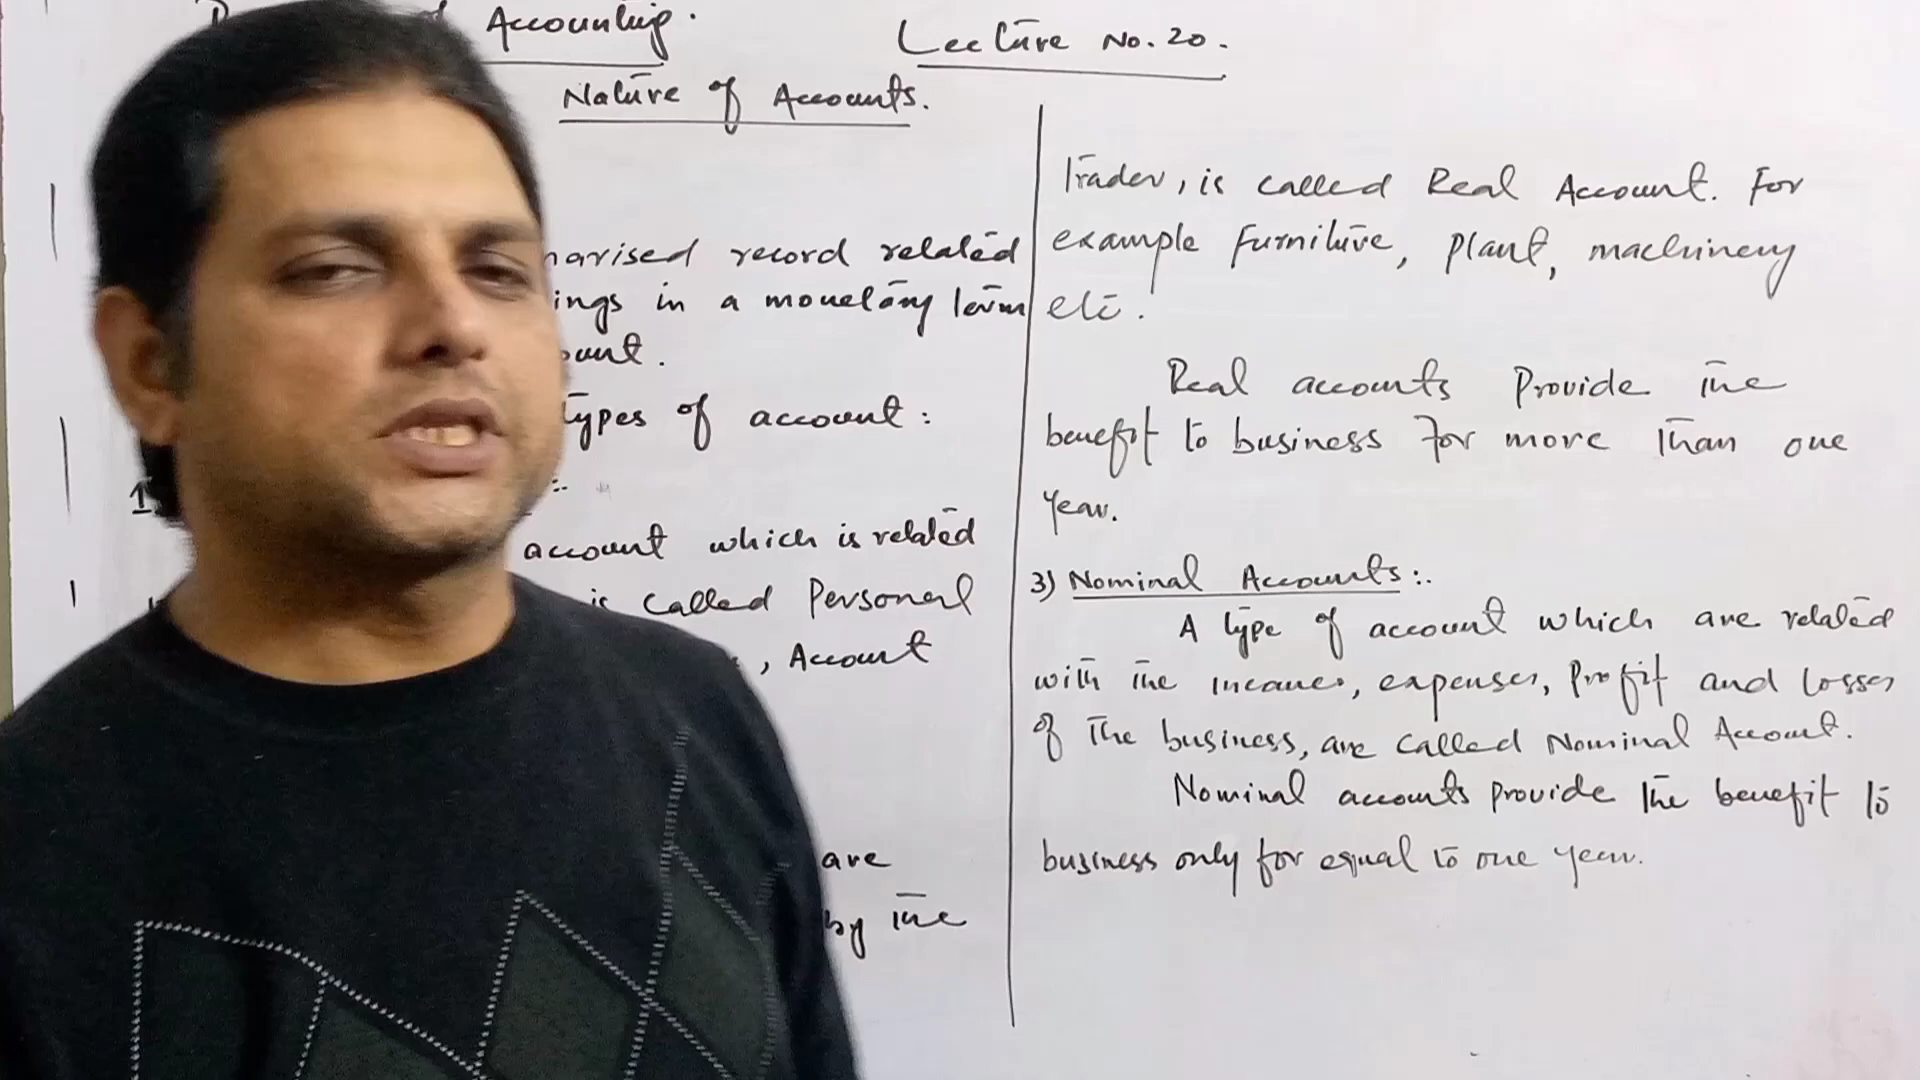 Accounting.
Lecture No. 20.
Nature of Accounts.
record related
in a monetary term
types of account:
1
account which is related
is called Personal
, Account
are
by the
trader, is called Real Account. For
example Furniture, Plant, machinery
etc.
Real accounts Provide the
benefit to business for more than one
year.
3) Nominal Accounts:.
A type of account which are related
with the incomes, expenses, Profit and losses
of the business, are called Nominal Account.
Nominal accounts provide the benefit to
business only for equal to one year.